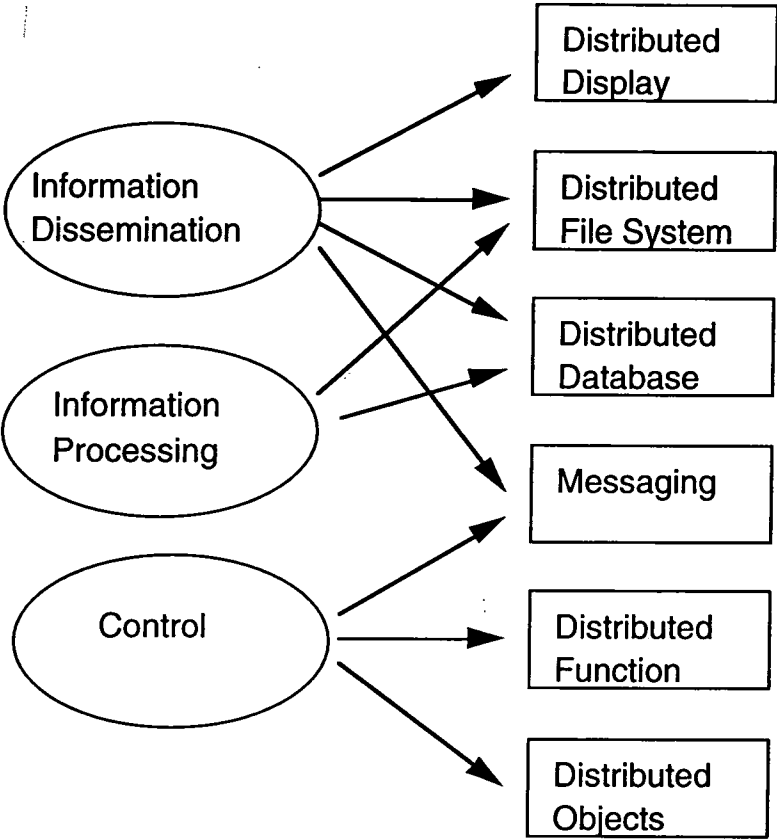 Information
Dissemination
Information
Processing
Control
Distributed
Display
Distributed
File System
Distributed
Database
Messaging
Distributed
Function
Distributed
Objects